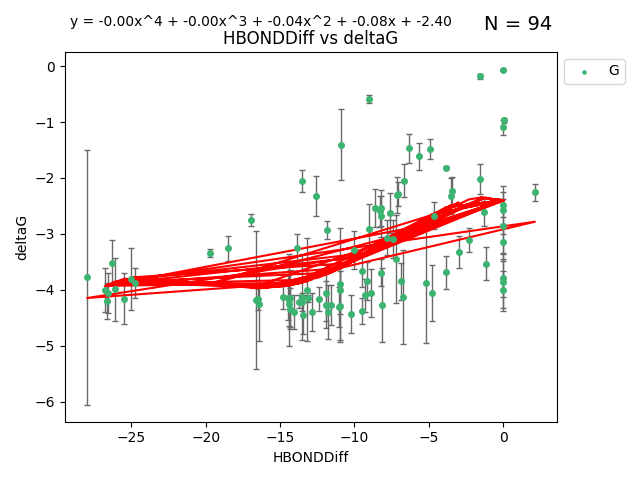 y = -0.00x^4 + -0.00x^3 + -0.04x^2 + -0.08x + -2.40
N = 94
HBONDDiff vs deltaG
G
0
−1
−2
−3
−4
−5
−6
deltaG
−25
−20
−15
−10
−5
0
HBONDDiff